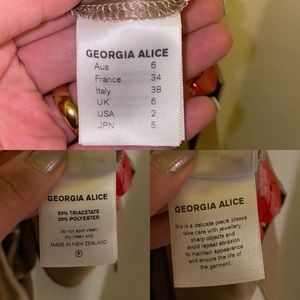 GEORGIA ALICE
Aus 6
France 34
Italy 38
UK 6
USA 2
JPN 5
GEORGIA ALICE
80% TRIACETATE
20% POLYESTER
do not spot clean
dry clean only
MADE IN NEW ZEALAND
P
GEORGIA ALICE
this is a delicate piece, please
take care with jewellery,
sharp objects and
avoid repeat abrasion
to maintain appearance
and ensure the life of
the garment.